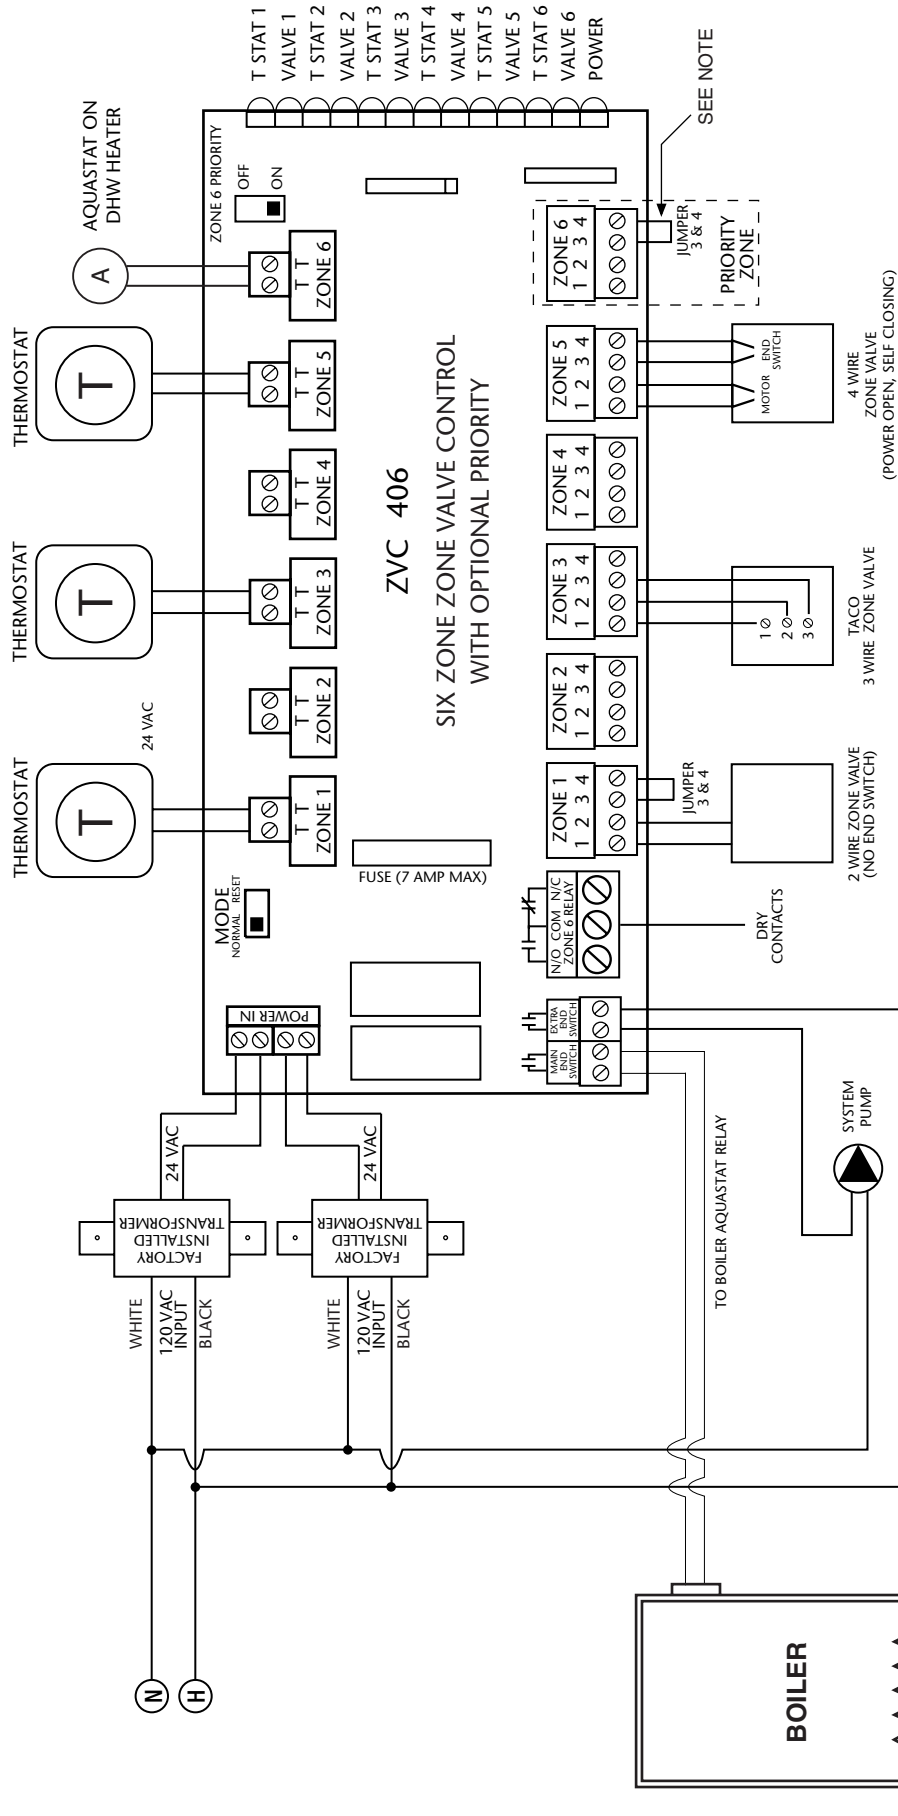 THERMOSTAT
T
THERMOSTAT
T
THERMOSTAT
T
AQUASTAT ON
DHW HEATER
A
24 VAC
MODE
NORMAL
RESET
ZONE 6 PRIORITY
OFF
ON
T STAT 1
VALVE 1
T STAT 2
VALVE 2
T STAT 3
VALVE 3
T STAT 4
VALVE 4
T STAT 5
VALVE 5
T STAT 6
VALVE 6
POWER
POWER IN
T T
ZONE 1
T T
ZONE 2
T T
ZONE 3
T T
ZONE 4
T T
ZONE 5
T T
ZONE 6
24 VAC
24 VAC
FACTORY
INSTALLED
TRANSFORMER
FACTORY
INSTALLED
TRANSFORMER
WHITE
120 VAC
INPUT
BLACK
WHITE
120 VAC
INPUT
BLACK
N
H
FUSE (7 AMP MAX)
ZVC 406
SIX ZONE ZONE VALVE CONTROL
WITH OPTIONAL PRIORITY
MAIN
END
SWITCH
EXTRA
END
SWITCH
N/O COM N/C
ZONE 6 RELAY
ZONE 1
1 2 3 4
ZONE 2
1 2 3 4
ZONE 3
1 2 3 4
ZONE 4
1 2 3 4
ZONE 5
1 2 3 4
ZONE 6
1 2 3 4
SEE NOTE
JUMPER
3 & 4
PRIORITY
ZONE
JUMPER
3 & 4
DRY
CONTACTS
2 WIRE ZONE VALVE
(NO END SWITCH)
1
2
3
TACO
3 WIRE ZONE VALVE
MOTOR
END
SWITCH
4 WIRE
ZONE VALVE
(POWER OPEN, SELF CLOSING)
TO BOILER AQUASTAT RELAY
SYSTEM
PUMP
BOILER